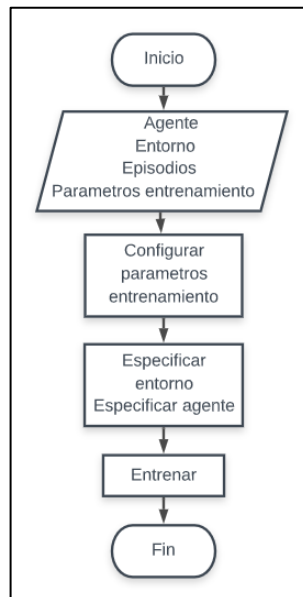 Inicio
Agente
Entorno
Episodios
Parametros entrenamiento
Configurar
parametros
entrenamiento
Especificar
entorno
Especificar agente
Entrenar
Fin